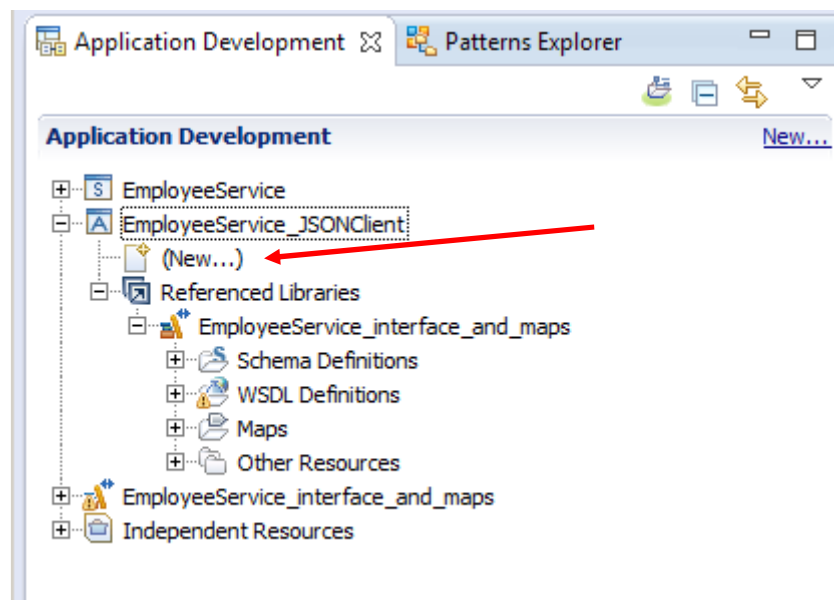 Application Development Patterns Explorer
Application Development New...
S EmployeeService
A EmployeeService_JSONClient
(New...)
Referenced Libraries
EmployeeService_interface_and_maps
Schema Definitions
WSDL Definitions
Maps
Other Resources
EmployeeService_interface_and_maps
Independent Resources